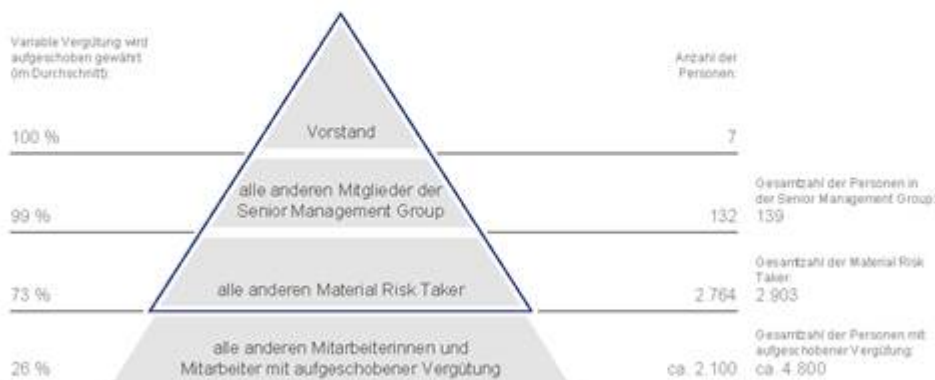 Variable Vergütung wird
aufgeschoben gewährt
(im Durchschnitt):
Anzahl der
Personen:
100 %
Vorstand
7
alle anderen Mitglieder der
Senior Management Group
99 %
132
Gesamtzahl der Personen in
der Senior Management Group:
139
alle anderen Material Risk Taker
73 %
2.764
Gesamtzahl der Material Risk
Taker:
2.903
alle anderen Mitarbeiterinnen und
Mitarbeiter mit aufgeschobener Vergütung
26 %
ca. 2.100
Gesamtzahl der Personen mit
aufgeschobener Vergütung:
ca. 4.800